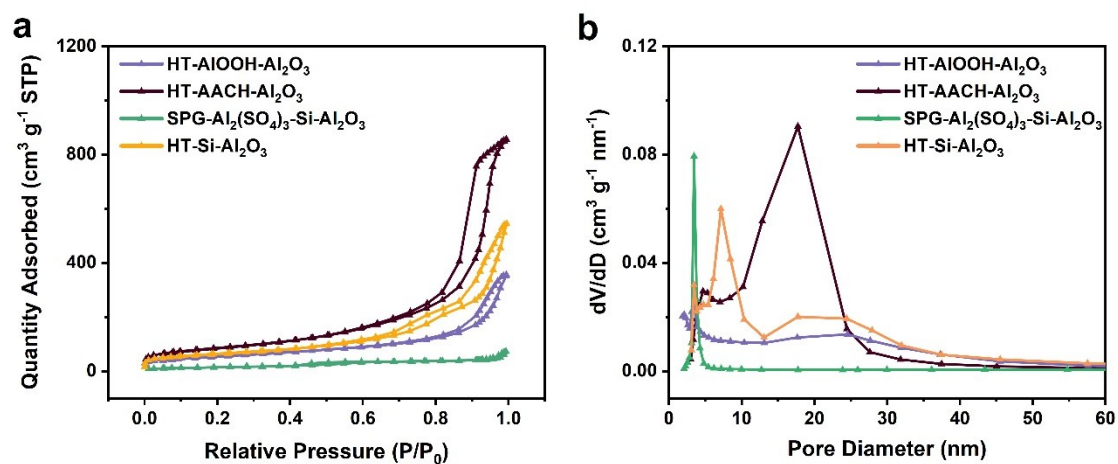 a
1200
800
400
0
Quantity Adsorbed (cm³ g⁻¹ STP)
HT-AlOOH-Al₂O₃
HT-AACH-Al₂O₃
SPG-Al₂(SO₄)₃-Si-Al₂O₃
HT-Si-Al₂O₃
0.0 0.2 0.4 0.6 0.8 1.0
Relative Pressure (P/P₀)
b
0.12
0.08
0.04
0.00
dV/dD (cm³ g⁻¹ nm⁻¹)
HT-AlOOH-Al₂O₃
HT-AACH-Al₂O₃
SPG-Al₂(SO₄)₃-Si-Al₂O₃
HT-Si-Al₂O₃
0 10 20 30 40 50 60
Pore Diameter (nm)